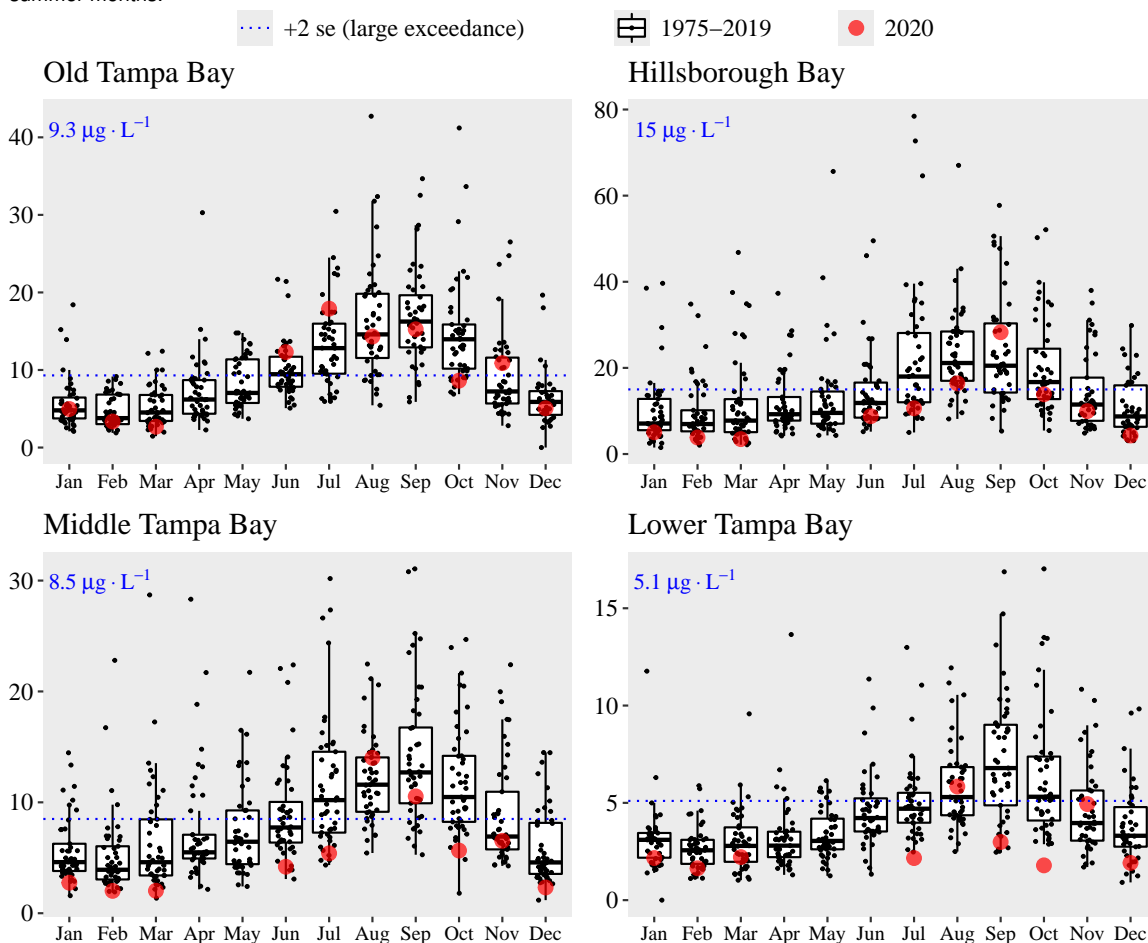 summer months.
+2 se (large exceedance) 1975–2019 2020
Old Tampa Bay
9.3 μg · L⁻¹
40
30
20
10
0
Jan Feb Mar Apr May Jun Jul Aug Sep Oct Nov Dec
Hillsborough Bay
15 μg · L⁻¹
80
60
40
20
0
Jan Feb Mar Apr May Jun Jul Aug Sep Oct Nov Dec
Middle Tampa Bay
8.5 μg · L⁻¹
30
20
10
0
Jan Feb Mar Apr May Jun Jul Aug Sep Oct Nov Dec
Lower Tampa Bay
5.1 μg · L⁻¹
15
10
5
0
Jan Feb Mar Apr May Jun Jul Aug Sep Oct Nov Dec